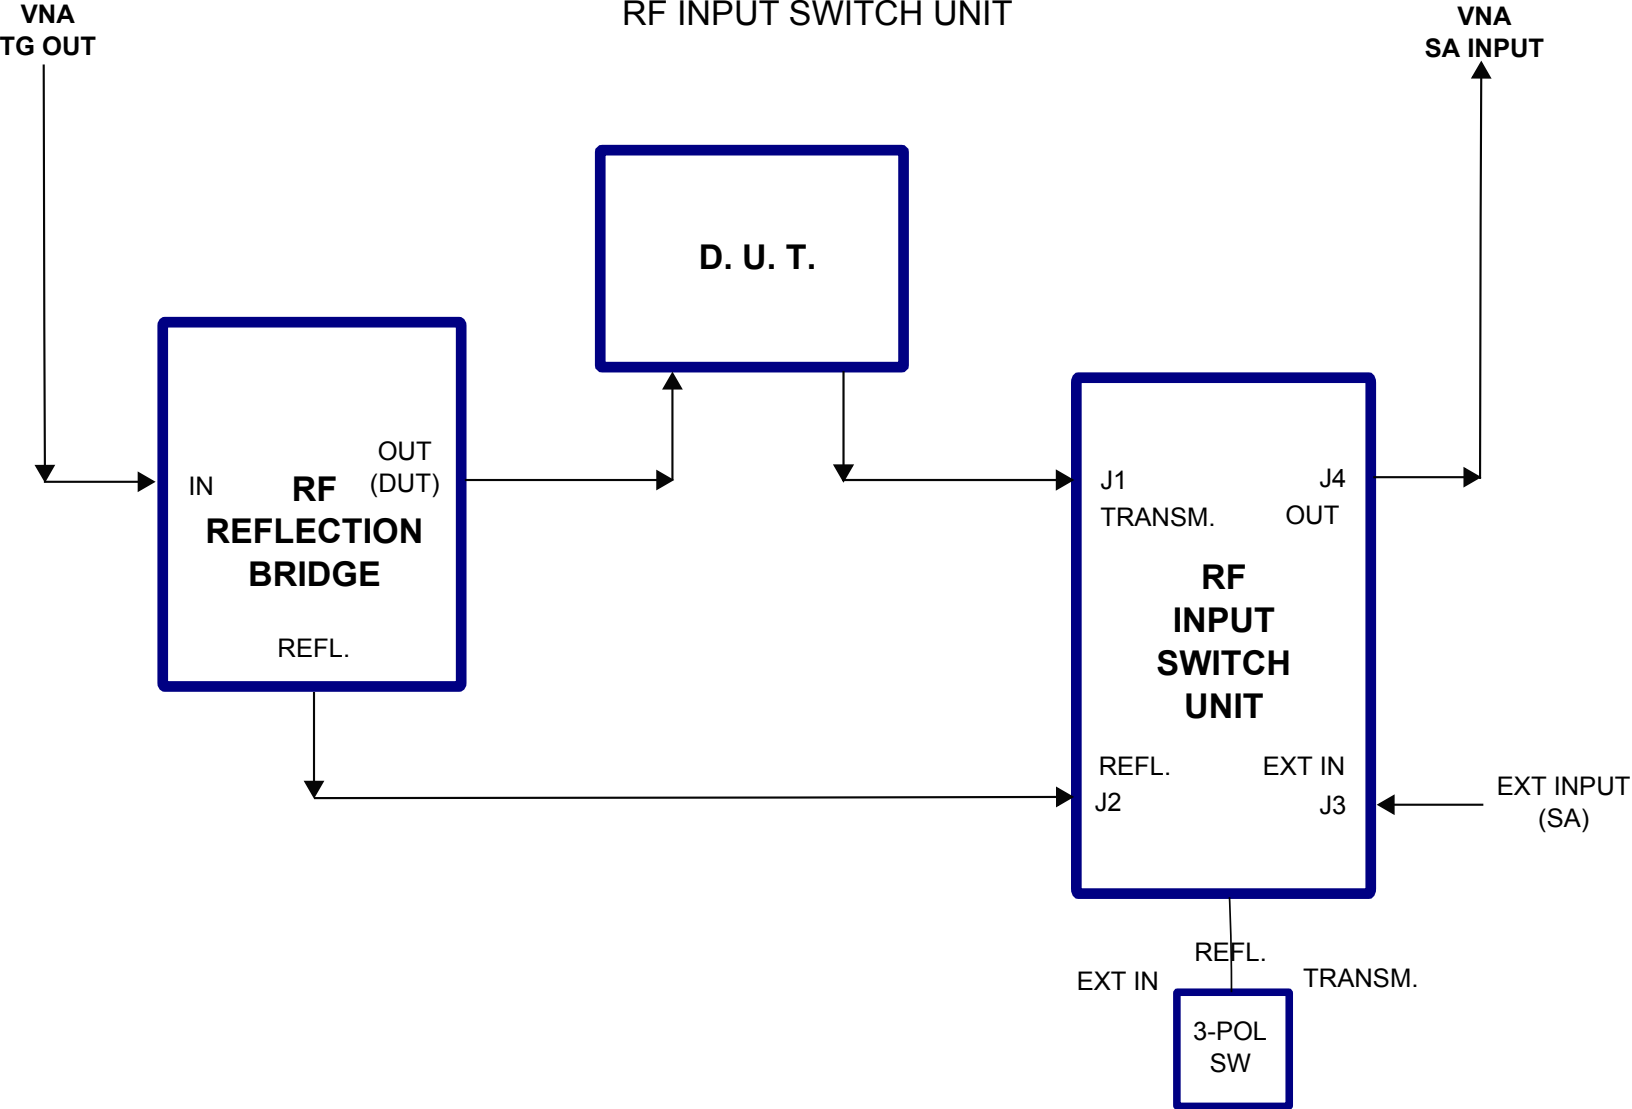 RF INPUT SWITCH UNIT
VNA
TG OUT
VNA
SA INPUT
D. U. T.
OUT
(DUT)
IN
RF
REFLECTION
BRIDGE
REFL.
J1
TRANSM.
J4
OUT
RF
INPUT
SWITCH
UNIT
REFL.
J2
EXT IN
J3
EXT INPUT
(SA)
REFL.
EXT IN
TRANSM.
3-POL
SW